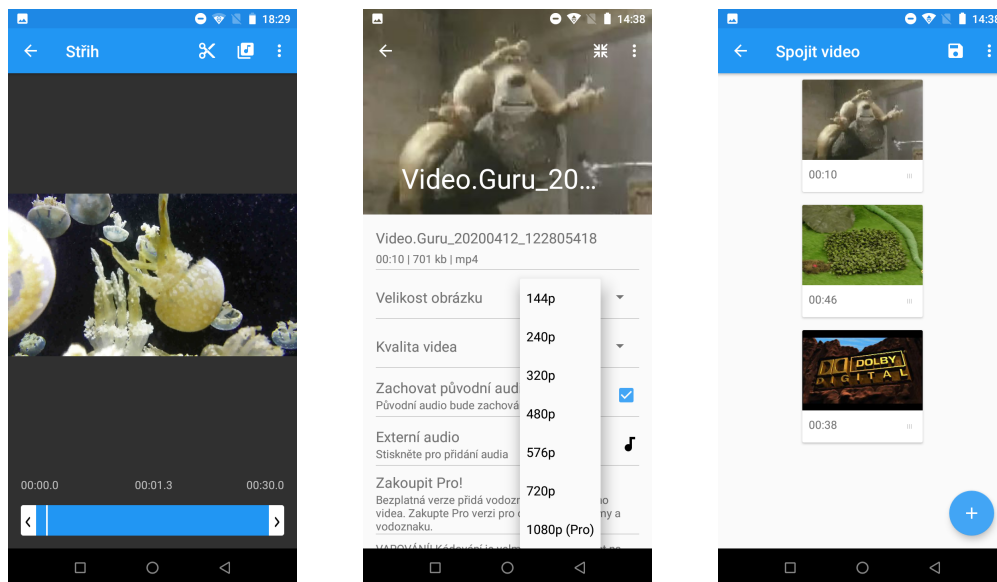 18:29
Střih
00:00.0 00:01.3 00:30.0
14:38
Video.Guru_20…
Video.Guru_20200412_122805418
00:10 | 701 kb | mp4
Velikost obrázku
144p
240p
Kvalita videa
320p
Zachovat původní aud
Původní audio bude zachová
480p
Externí audio
Stiskněte pro přidání audia
576p
Zakoupit Pro!
Bezplatná verze přidá vodozn
videa. Zakupte Pro verzi pro
vodoznaku.
720p
1080p (Pro)
14:38
Spojit video
00:10
00:46
DOLBY
DIGITAL
00:38